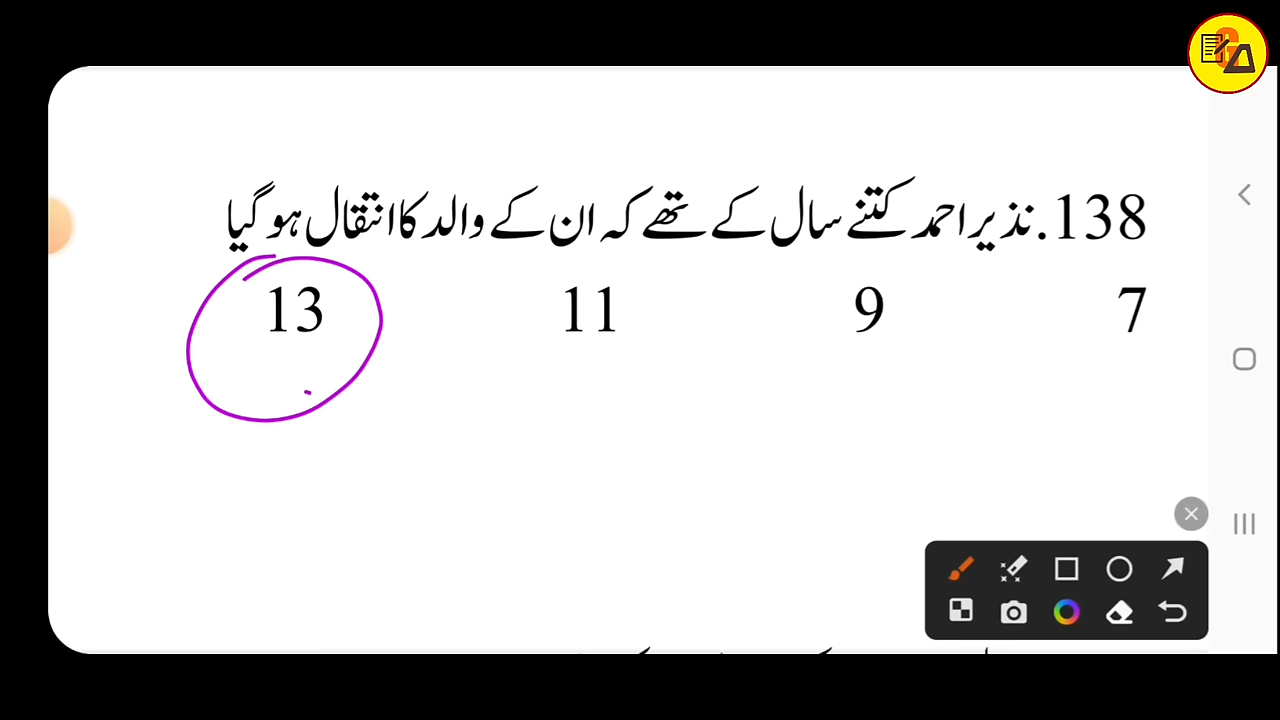 138. نذیر احمد کتنے سال کے تھے کہ ان کے والد کا انتقال ہو گیا
7 9 11 13